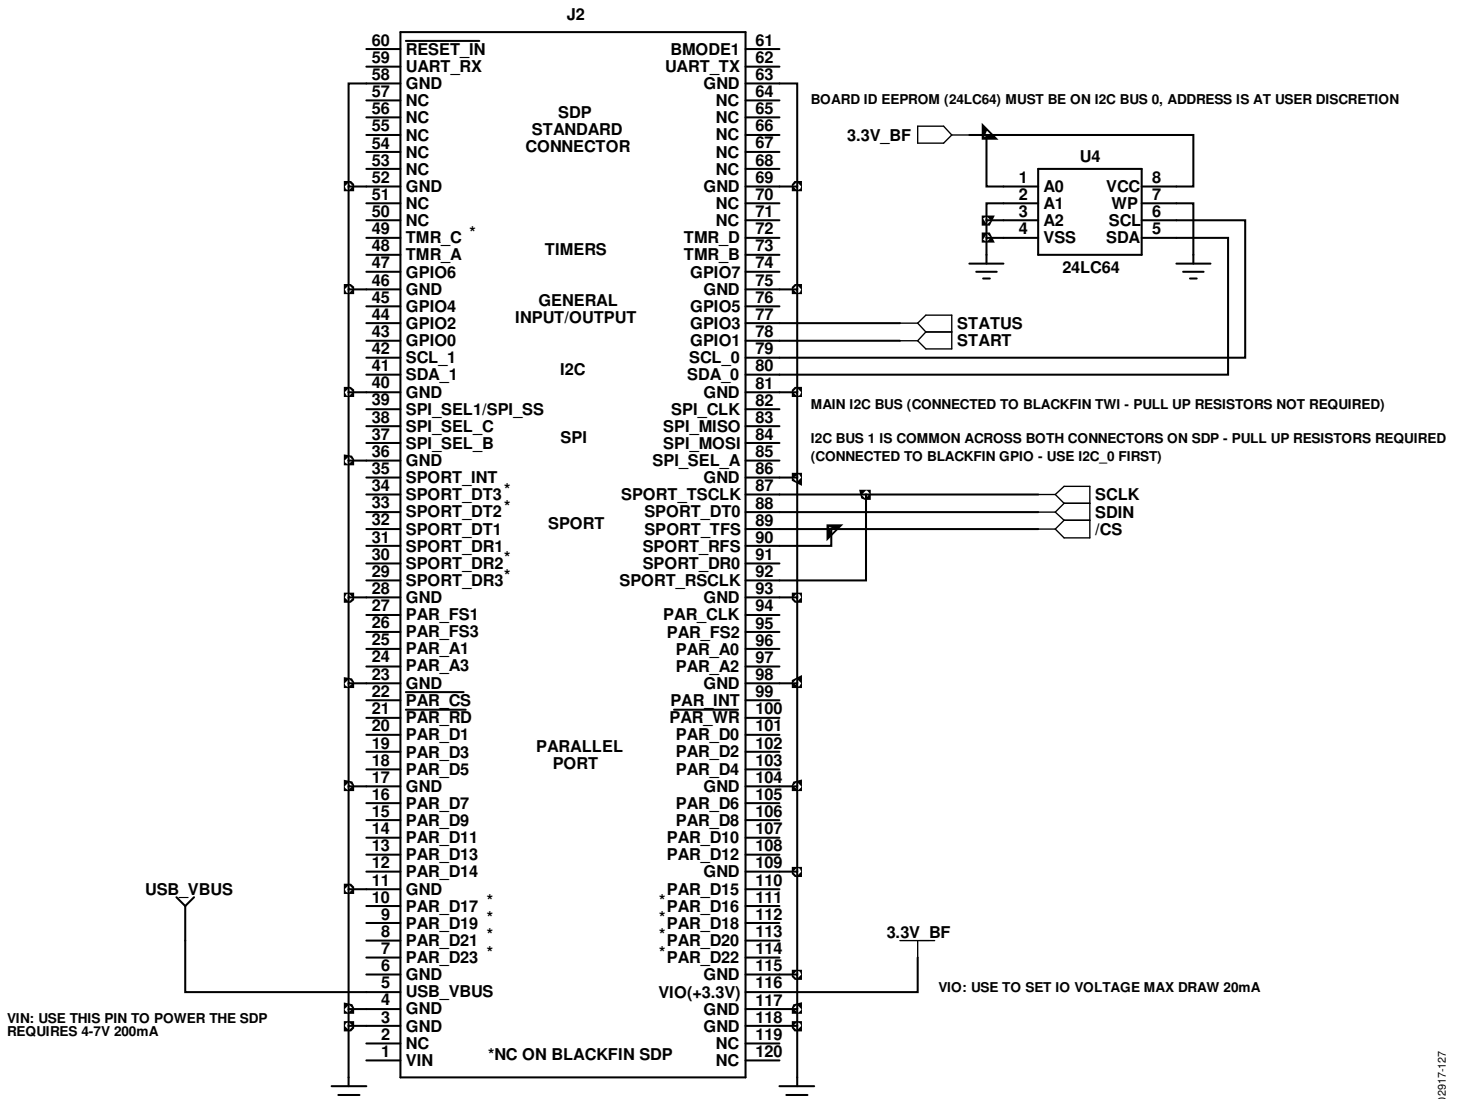 J2
60 RESET_IN BMODE1 61
59 UART_RX UART_TX 62
58 GND GND 63
57 NC NC 64
56 NC NC 65
55 NC NC 66
54 NC NC 67
53 NC NC 68
52 GND GND 69
51 NC NC 70
50 NC NC 71
49 TMR_C * TMR_D 72
48 TMR_A TMR_B 73
47 GPIO6 GPIO7 74
46 GND GND 75
45 GPIO4 GPIO5 76
44 GPIO2 GPIO3 77
43 GPIO0 GPIO1 78
42 SCL_1 SCL_0 79
41 SDA_1 SDA_0 80
40 GND GND 81
39 SPI_SEL1/SPI_SS SPI_CLK 82
38 SPI_SEL_C SPI_MISO 83
37 SPI_SEL_B SPI_MOSI 84
36 GND SPI_SEL_A 85
35 SPORT_INT GND 86
34 SPORT_DT3* SPORT_TSCLK 87
33 SPORT_DT2* SPORT_DT0 88
32 SPORT_DT1 SPORT_TFS 89
31 SPORT_DR1 SPORT_RFS 90
30 SPORT_DR2* SPORT_DR0 91
29 SPORT_DR3* SPORT_RSCLK 92
28 GND GND 93
27 PAR_FS1 PAR_CLK 94
26 PAR_FS3 PAR_FS2 95
25 PAR_A1 PAR_A0 96
24 PAR_A3 PAR_A2 97
23 GND GND 98
22 PAR_CS PAR_INT 99
21 PAR_RD PAR_WR 100
20 PAR_D1 PAR_D0 101
19 PAR_D3 PAR_D2 102
18 PAR_D5 PAR_D4 103
17 GND GND 104
16 PAR_D7 PAR_D6 105
15 PAR_D9 PAR_D8 106
14 PAR_D11 PAR_D10 107
13 PAR_D13 PAR_D12 108
12 PAR_D14 GND 109
11 GND PAR_D15 110
10 PAR_D17 * * PAR_D16 111
9 PAR_D19 * PAR_D18 112
8 PAR_D21 * * PAR_D20 113
7 PAR_D23 * * PAR_D22 114
6 GND GND 115
5 USB_VBUS VIO(+3.3V) 116
4 GND GND 117
3 GND GND 118
2 NC NC 119
1 VIN NC 120
SDP
STANDARD
CONNECTOR
TIMERS
GENERAL
INPUT/OUTPUT
I2C
SPI
SPORT
PARALLEL
PORT
*NC ON BLACKFIN SDP
BOARD ID EEPROM (24LC64) MUST BE ON I2C BUS 0, ADDRESS IS AT USER DISCRETION
3.3V_BF
U4
1 A0 VCC 8
2 A1 WP 7
3 A2 SCL 6
4 VSS SDA 5
24LC64
STATUS
START
MAIN I2C BUS (CONNECTED TO BLACKFIN TWI - PULL UP RESISTORS NOT REQUIRED)
I2C BUS 1 IS COMMON ACROSS BOTH CONNECTORS ON SDP - PULL UP RESISTORS REQUIRED
(CONNECTED TO BLACKFIN GPIO - USE I2C_0 FIRST)
SCLK
SDIN
/CS
USB_VBUS
3.3V_BF
VIO: USE TO SET IO VOLTAGE MAX DRAW 20mA
VIN: USE THIS PIN TO POWER THE SDP
REQUIRES 4-7V 200mA
02917-127